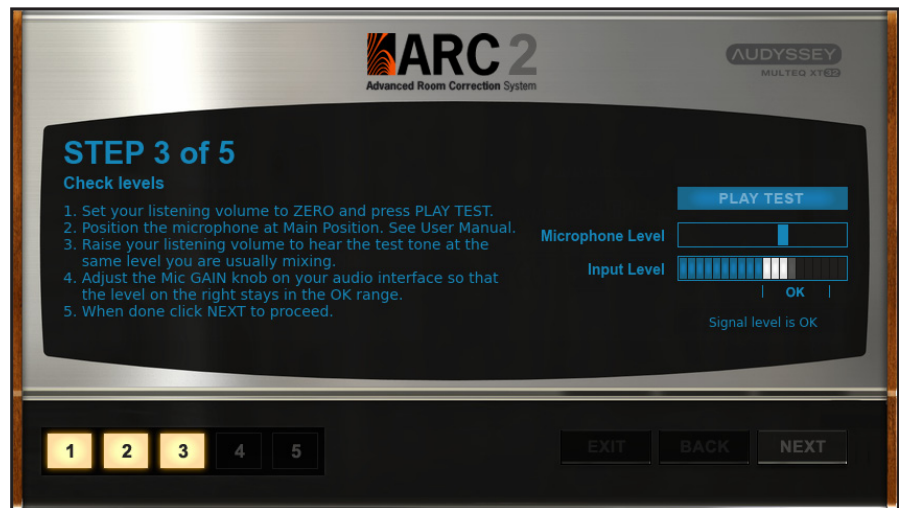 ARC 2
Advanced Room Correction System
AUDYSSEY
MULTEQ XT32
STEP 3 of 5
Check levels
1. Set your listening volume to ZERO and press PLAY TEST.
2. Position the microphone at Main Position. See User Manual.
3. Raise your listening volume to hear the test tone at the
same level you are usually mixing.
4. Adjust the Mic GAIN knob on your audio interface so that
the level on the right stays in the OK range.
5. When done click NEXT to proceed.
PLAY TEST
Microphone Level
Input Level
OK
Signal level is OK
1 2 3 4 5
EXIT BACK NEXT